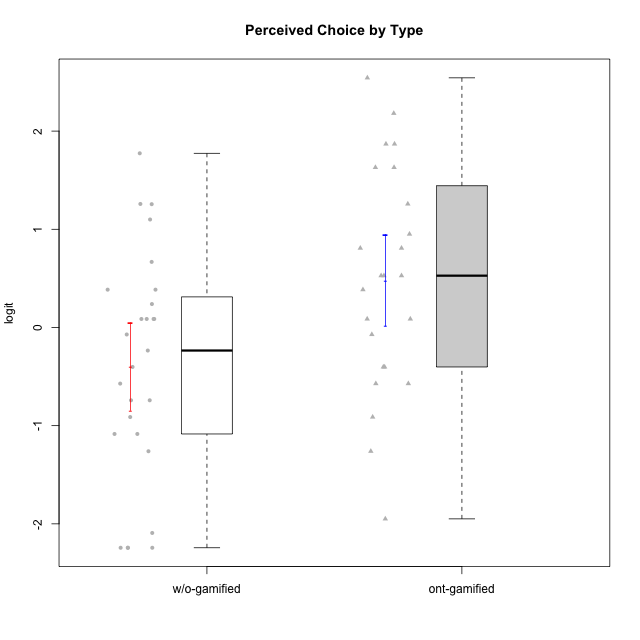 Perceived Choice by Type
logit
2
1
0
-1
-2
w/o-gamified
ont-gamified